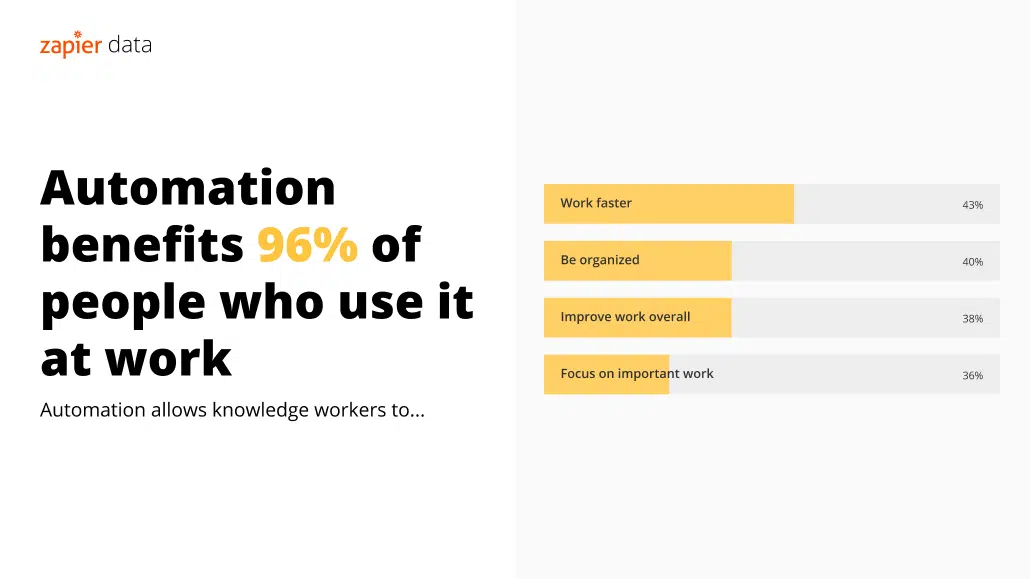 zapier data
Automation
benefits 96% of
people who use it
at work
Automation allows knowledge workers to...
Work faster 43%
Be organized 40%
Improve work overall 38%
Focus on important work 36%